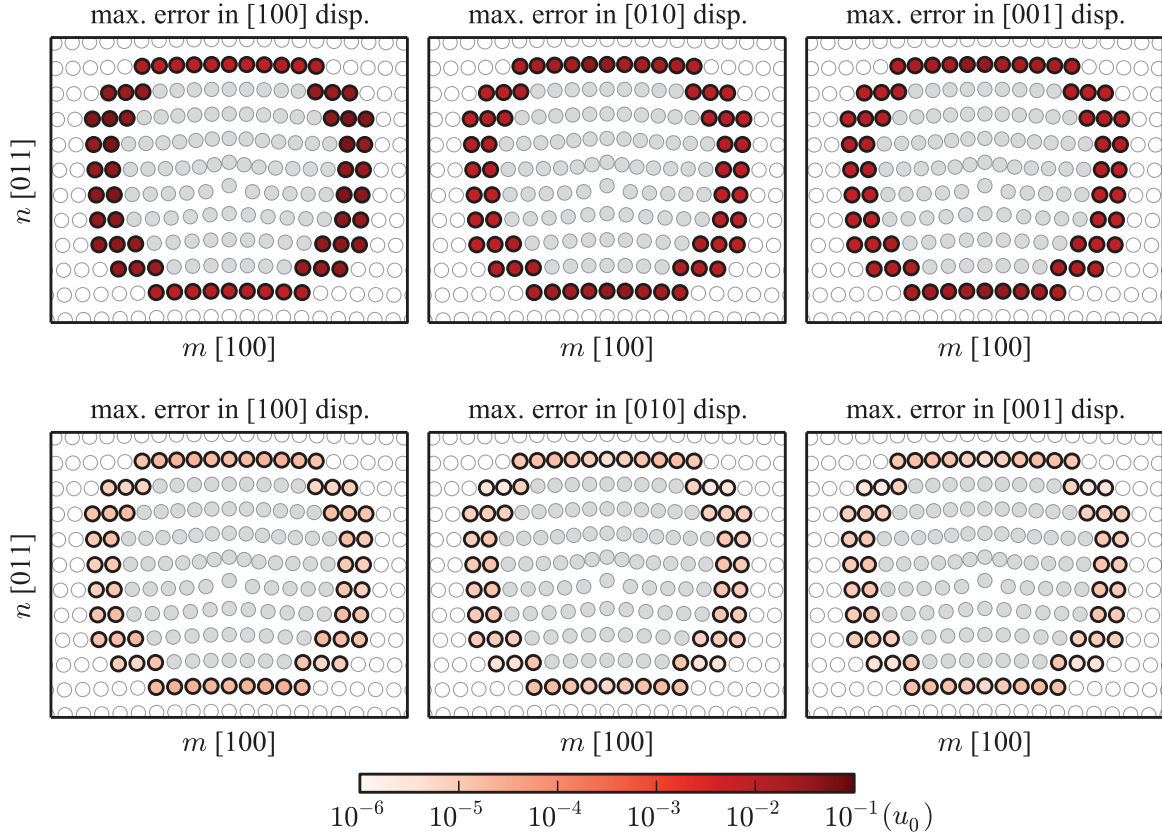 max. error in [100] disp.
max. error in [010] disp.
max. error in [001] disp.
n [011]
m [100]
m [100]
m [100]
max. error in [100] disp.
max. error in [010] disp.
max. error in [001] disp.
n [011]
m [100]
m [100]
m [100]
10⁻⁶ 10⁻⁵ 10⁻⁴ 10⁻³ 10⁻² 10⁻¹ (u₀)